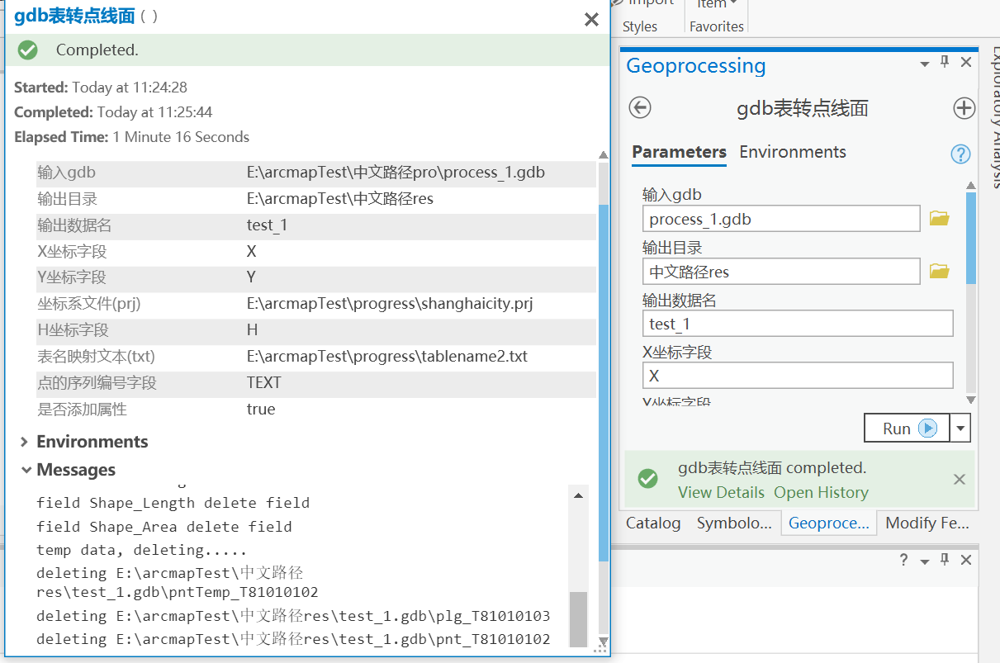 gdb表转点线面 ( )
Completed.
Started: Today at 11:24:28
Completed: Today at 11:25:44
Elapsed Time: 1 Minute 16 Seconds
输入gdb E:\arcmapTest\中文路径pro\process_1.gdb
输出目录 E:\arcmapTest\中文路径res
输出数据名 test_1
X坐标字段 X
Y坐标字段 Y
坐标系文件(prj) E:\arcmapTest\progress\shanghaicity.prj
H坐标字段 H
表名映射文本(txt) E:\arcmapTest\progress\tablename2.txt
点的序列编号字段 TEXT
是否添加属性 true
Environments
Messages
field Shape_Length delete field
field Shape_Area delete field
temp data, deleting.....
deleting E:\arcmapTest\中文路径
res\test_1.gdb\pntTemp_T81010102
deleting E:\arcmapTest\中文路径res\test_1.gdb\plg_T81010103
deleting E:\arcmapTest\中文路径res\test_1.gdb\pnt_T81010102
Import
Item
Styles
Favorites
Geoprocessing
gdb表转点线面
Parameters Environments
输入gdb
process_1.gdb
输出目录
中文路径res
输出数据名
test_1
X坐标字段
X
Y坐标字段
Run
gdb表转点线面 completed.
View Details Open History
Catalog Symbolo... Geoproce... Modify Fe...
Exploratory Analysis